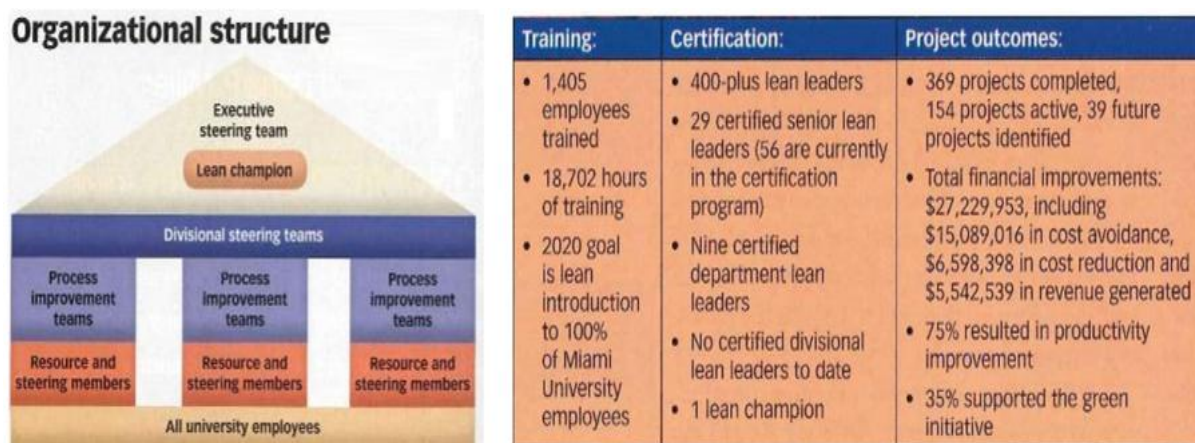 Organizational structure
Executive
steering team
Lean champion
Divisional steering teams
Process
improvement
teams
Process
improvement
teams
Process
improvement
teams
Resource and
steering members
Resource and
steering members
Resource and
steering members
All university employees
Training:
• 1,405
employees
trained
• 18,702 hours
of training
• 2020 goal
is lean
introduction
to 100%
of Miami
University
employees
Certification:
• 400-plus lean leaders
• 29 certified senior lean
leaders (56 are currently
in the certification
program)
• Nine certified
department lean
leaders
• No certified divisional
lean leaders to date
• 1 lean champion
Project outcomes:
• 369 projects completed,
154 projects active, 39 future
projects identified
• Total financial improvements:
$27,229,953, including
$15,089,016 in cost avoidance,
$6,598,398 in cost reduction and
$5,542,539 in revenue generated
• 75% resulted in productivity
improvement
• 35% supported the green
initiative